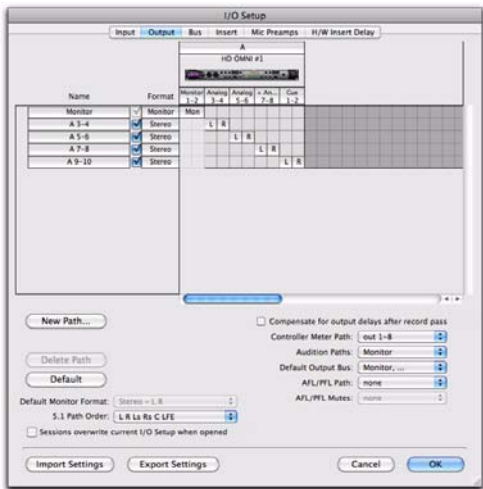 I/O Setup
Input Output Bus Insert Mic Preamps H/W Insert Delay
A
HD OMNI #1
Name Format Monitor 1-2 Analog 3-4 Analog 5-6 + An... 7-8 Cue 1-2
Monitor Monitor Mon
A 3-4 Stereo L R
A 5-6 Stereo L R
A 7-8 Stereo L R
A 9-10 Stereo L R
New Path...
Compensate for output delays after record pass
Controller Meter Path: out 1-8
Delete Path
Audition Paths: Monitor
Default
Default Output Bus: Monitor, ...
AFL/PFL Path: none
Default Monitor Format: Stereo - L R
AFL/PFL Mutes: none
5.1 Path Order: L R Ls Rs C LFE
Sessions overwrite current I/O Setup when opened
Import Settings Export Settings Cancel OK